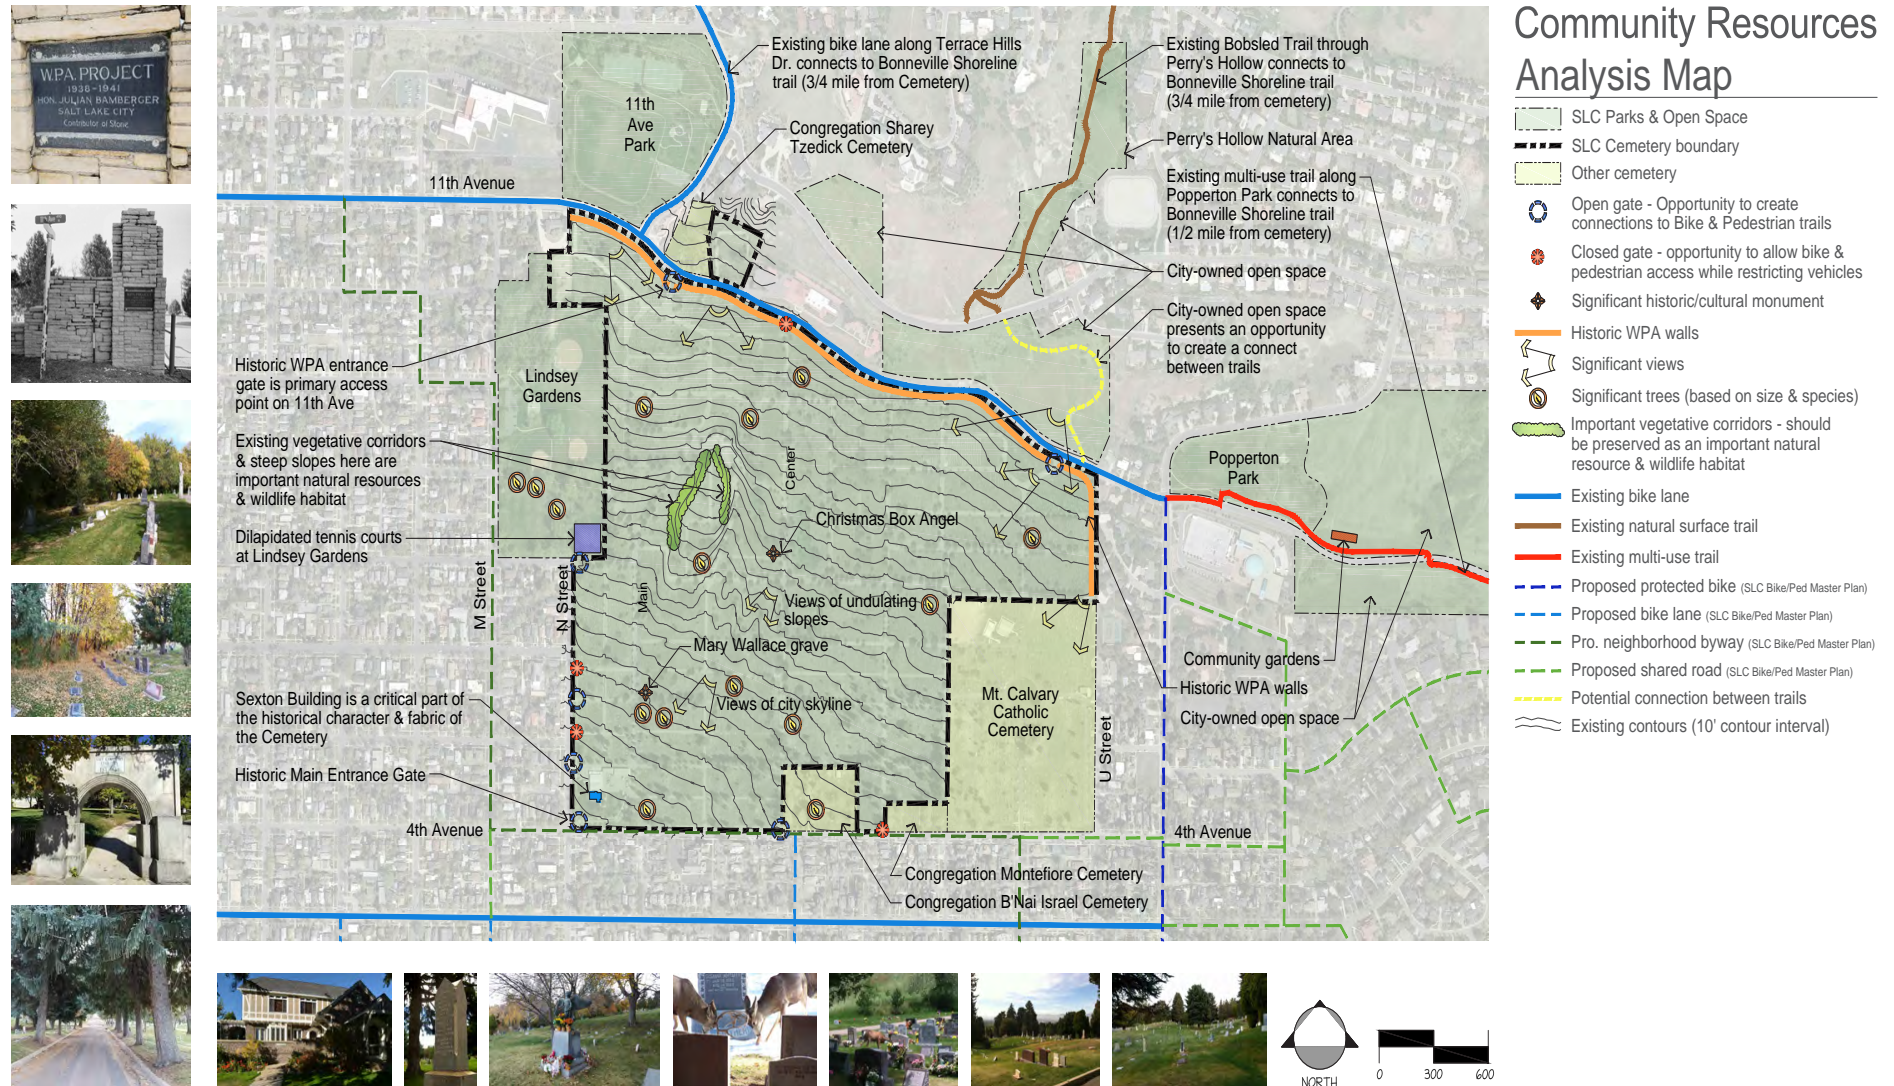 Community Resources
Analysis Map
SLC Parks & Open Space
SLC Cemetery boundary
Other cemetery
Open gate - Opportunity to create
connections to Bike & Pedestrian trails
Closed gate - opportunity to allow bike &
pedestrian access while restricting vehicles
Significant historic/cultural monument
Historic WPA walls
Significant views
Significant trees (based on size & species)
Important vegetative corridors - should
be preserved as an important natural
resource & wildlife habitat
Existing bike lane
Existing natural surface trail
Existing multi-use trail
Proposed protected bike (SLC Bike/Ped Master Plan)
Proposed bike lane (SLC Bike/Ped Master Plan)
Pro. neighborhood byway (SLC Bike/Ped Master Plan)
Proposed shared road (SLC Bike/Ped Master Plan)
Potential connection between trails
Existing contours (10' contour interval)
W.P.A. PROJECT
1938-1941
HON. JULIAN BAMBERGER
SALT LAKE CITY
Contributor of Stone
Existing bike lane along Terrace Hills
Dr. connects to Bonneville Shoreline
trail (3/4 mile from Cemetery)
Existing Bobsled Trail through
Perry's Hollow connects to
Bonneville Shoreline trail
(3/4 mile from cemetery)
11th
Ave
Park
Congregation Sharey
Tzedick Cemetery
Perry's Hollow Natural Area
11th Avenue
Existing multi-use trail along
Popperton Park connects to
Bonneville Shoreline trail
(1/2 mile from cemetery)
City-owned open space
City-owned open space
presents an opportunity
to create a connect
between trails
Historic WPA entrance
gate is primary access
point on 11th Ave
Lindsey
Gardens
Existing vegetative corridors
& steep slopes here are
important natural resources
& wildlife habitat
Center
Popperton
Park
Dilapidated tennis courts
at Lindsey Gardens
Christmas Box Angel
M Street
N Street
Main
Views of undulating
slopes
Mary Wallace grave
Community gardens
Historic WPA walls
City-owned open space
Sexton Building is a critical part of
the historical character & fabric of
the Cemetery
Views of city skyline
Mt. Calvary
Catholic
Cemetery
U Street
Historic Main Entrance Gate
4th Avenue
4th Avenue
Congregation Montefiore Cemetery
Congregation B'Nai Israel Cemetery
NORTH
0 300 600